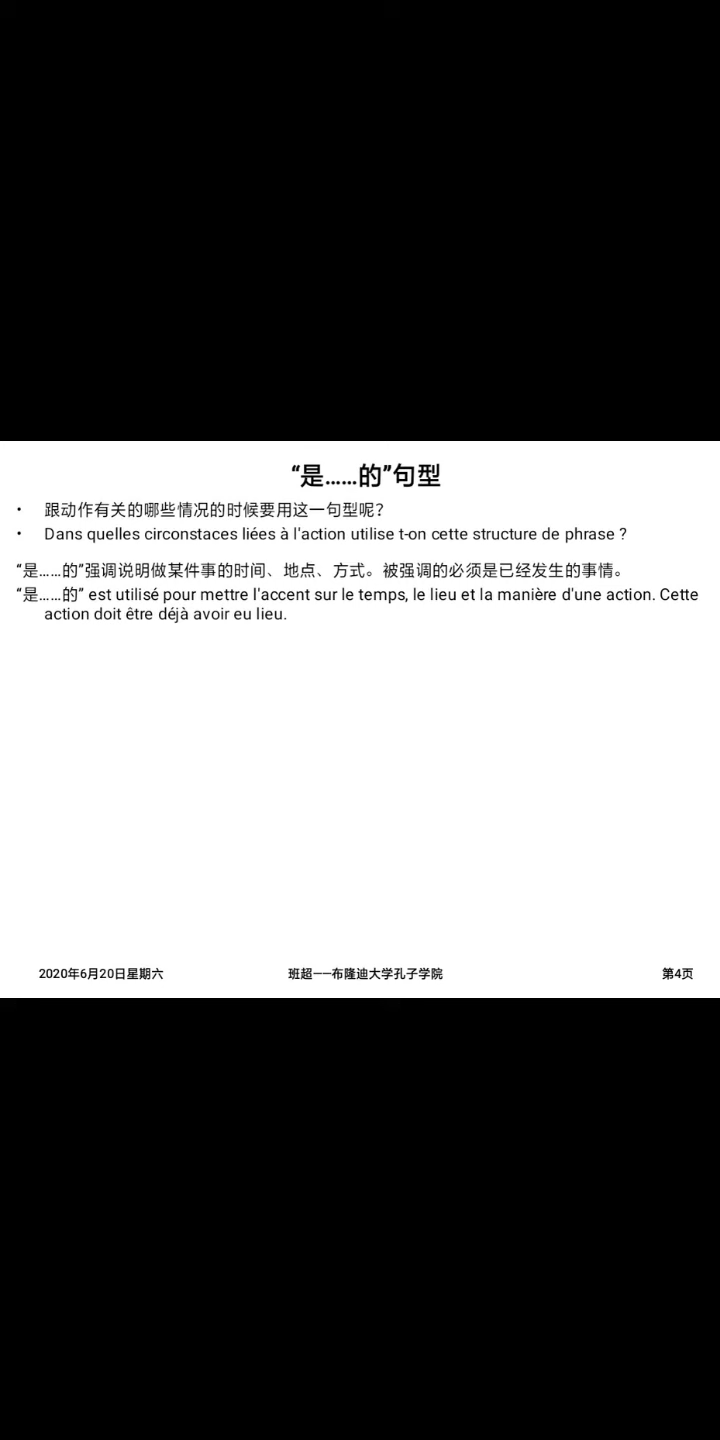 “是……的”句型
• 跟动作有关的哪些情况的时候要用这一句型呢？
• Dans quelles circonstaces liées à l'action utilise t-on cette structure de phrase ?
“是……的”强调说明做某件事的时间、地点、方式。被强调的必须是已经发生的事情。
“是……的” est utilisé pour mettre l'accent sur le temps, le lieu et la manière d'une action. Cette
action doit être déjà avoir eu lieu.
2020年6月20日星期六 班超——布隆迪大学孔子学院 第4页